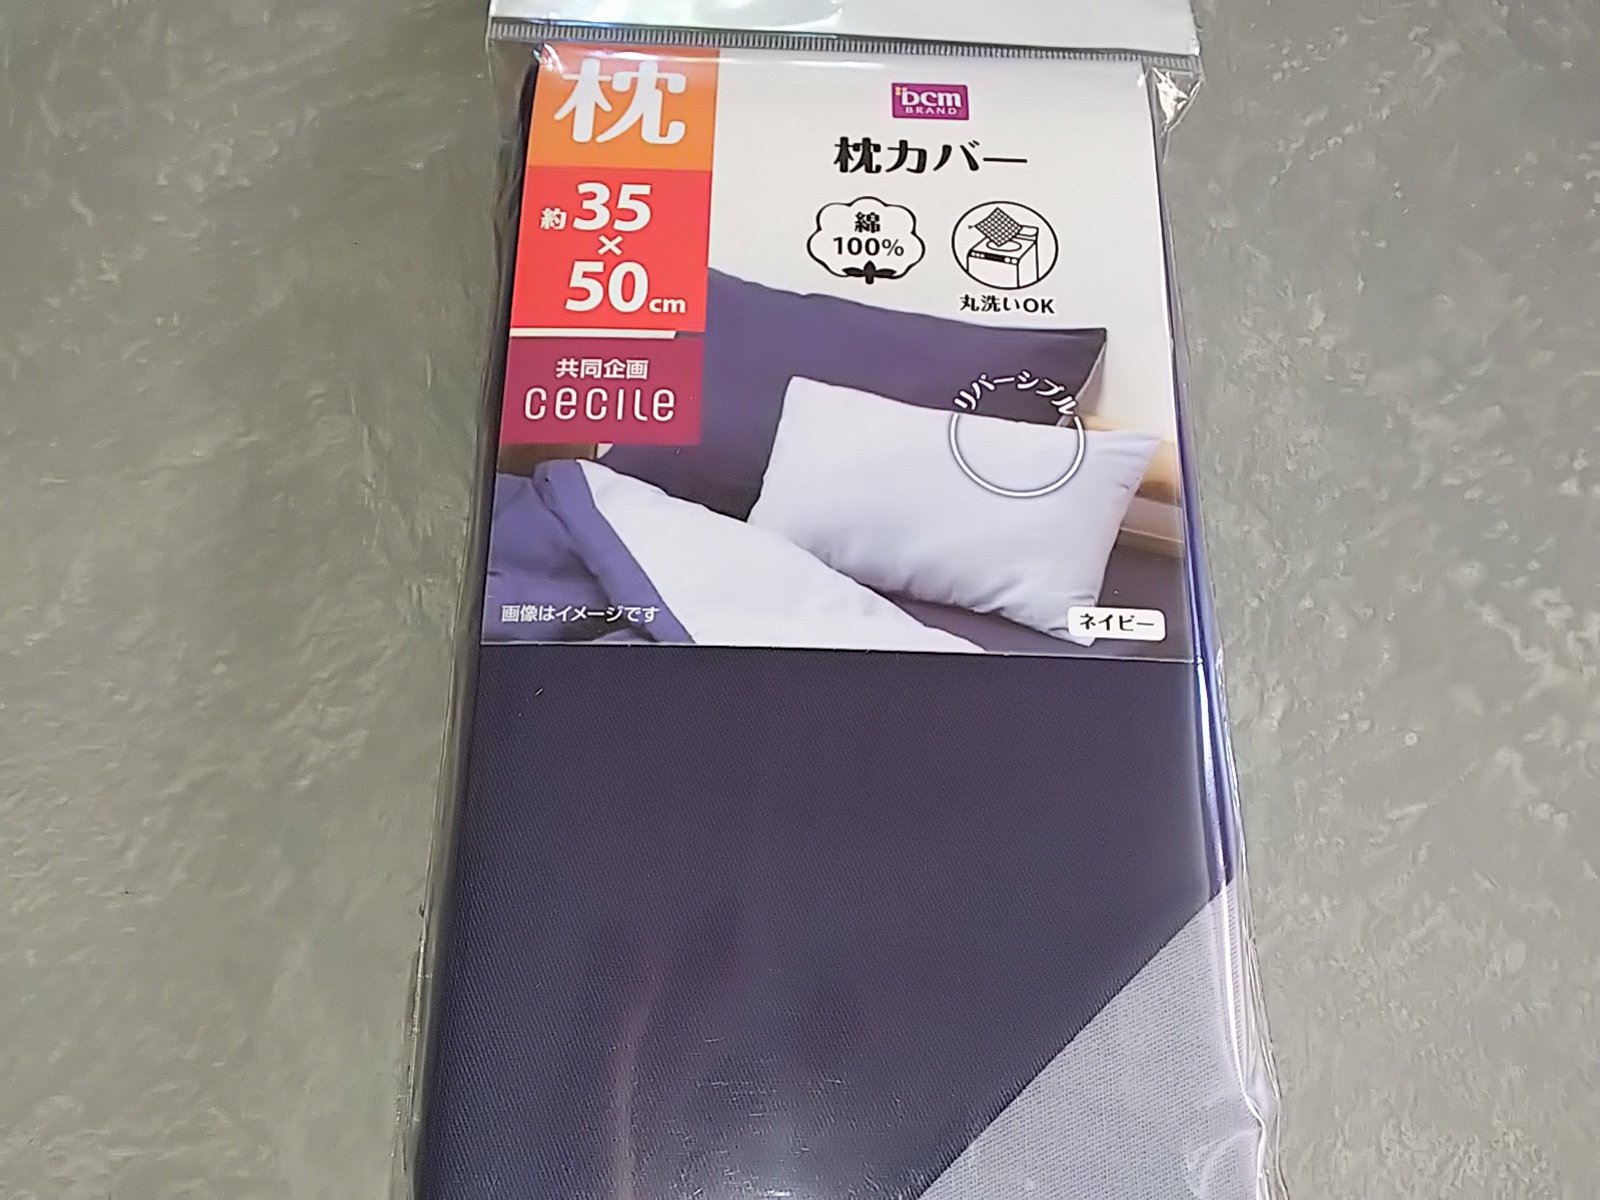 枕
約35
×
50cm
共同企画
cecile
DCM
BRAND
枕カバー
綿
100%
丸洗いOK
リバーシブル
画像はイメージです
ネイビー